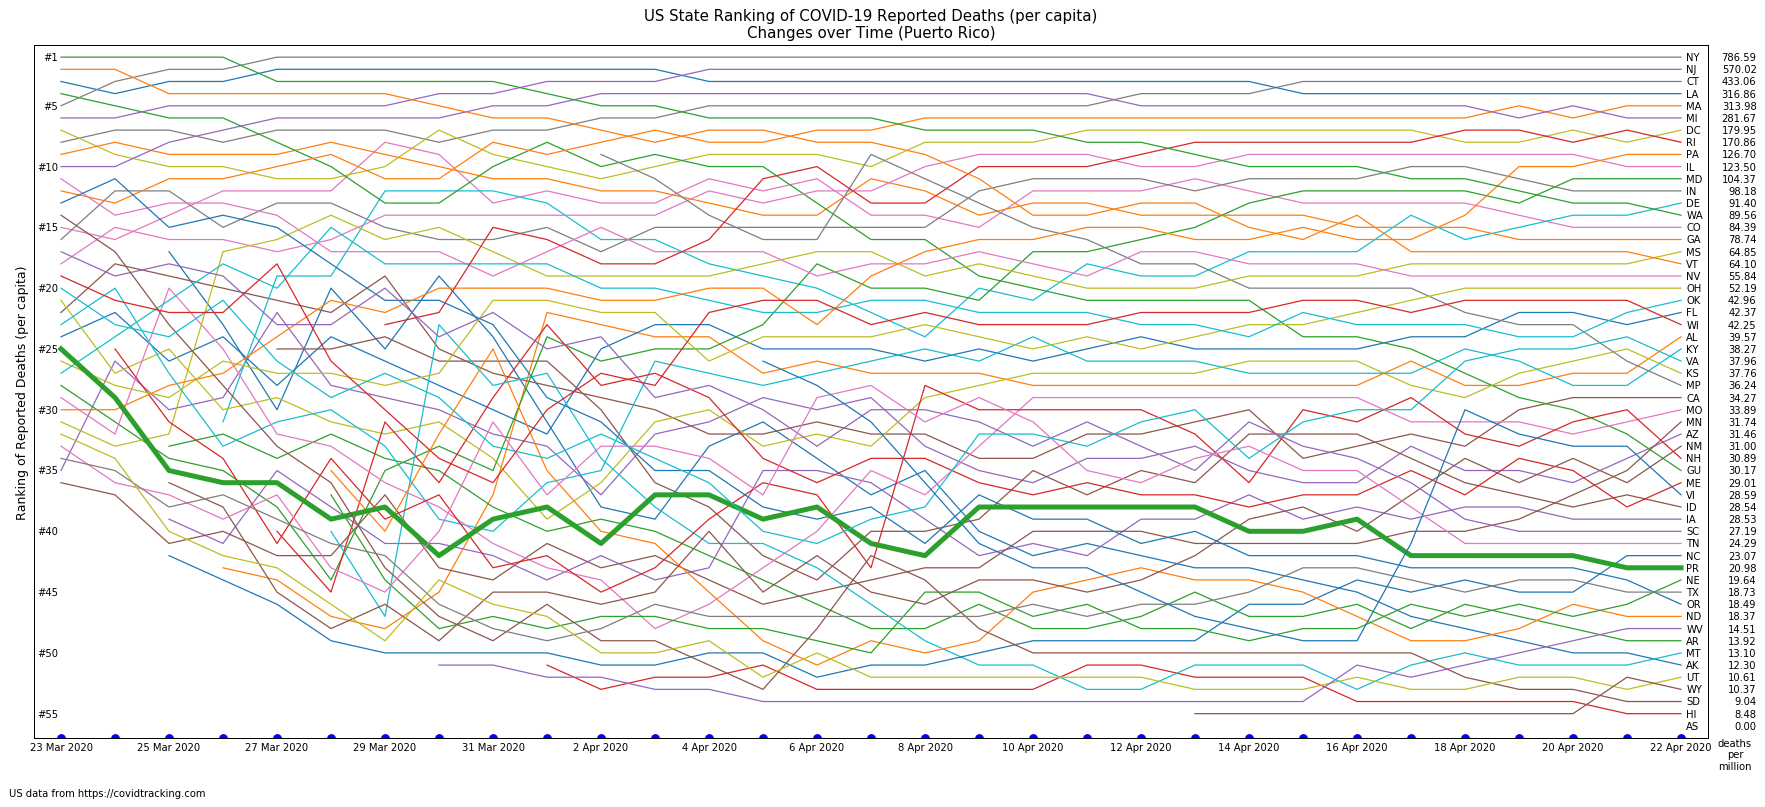 US State Ranking of COVID-19 Reported Deaths (per capita)
Changes over Time (Puerto Rico)
Ranking of Reported Deaths (per capita)
#1
#5
#10
#15
#20
#25
#30
#35
#40
#45
#50
#55
NY 786.59
NJ 570.02
CT 433.06
LA 316.86
MA 313.98
MI 281.67
DC 179.95
RI 170.86
PA 126.70
IL 123.50
MD 104.37
IN 98.18
DE 91.40
WA 89.56
CO 84.39
GA 78.74
MS 64.85
VT 64.10
NV 55.84
OH 52.19
OK 42.96
FL 42.37
WI 42.25
AL 39.57
KY 38.27
VA 37.96
KS 37.76
MP 36.24
CA 34.27
MO 33.89
MN 31.74
AZ 31.46
NM 31.00
NH 30.89
GU 30.17
ME 29.01
VI 28.59
ID 28.54
IA 28.53
SC 27.19
TN 24.29
NC 23.07
PR 20.98
NE 19.64
TX 18.73
OR 18.49
ND 18.37
WV 14.51
AR 13.92
MT 13.10
AK 12.30
UT 10.61
WY 10.37
SD 9.04
HI 8.48
AS 0.00
23 Mar 2020 25 Mar 2020 27 Mar 2020 29 Mar 2020 31 Mar 2020 2 Apr 2020 4 Apr 2020 6 Apr 2020 8 Apr 2020 10 Apr 2020 12 Apr 2020 14 Apr 2020 16 Apr 2020 18 Apr 2020 20 Apr 2020 22 Apr 2020
deaths
per
million
US data from https://covidtracking.com